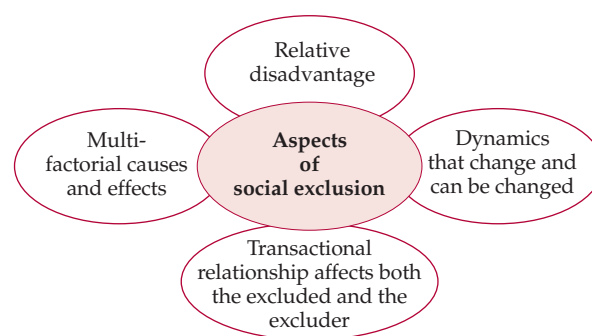 Relative
disadvantage
Multi-
factorial causes
and effects
Aspects
of
social exclusion
Dynamics
that change and
can be changed
Transactional
relationship affects both
the excluded and the
excluder